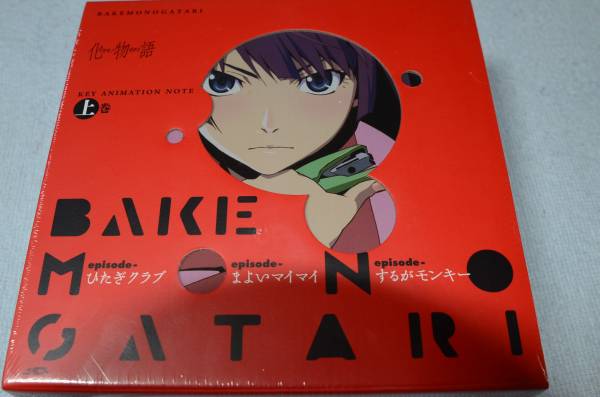 BAKEMONOGATARI
化物語
KEY ANIMATION NOTE
上巻
BAKE
MONO
episode-
ひたぎクラブ
episode-
まよいマイマイ
episode-
するがモンキー
GATARI